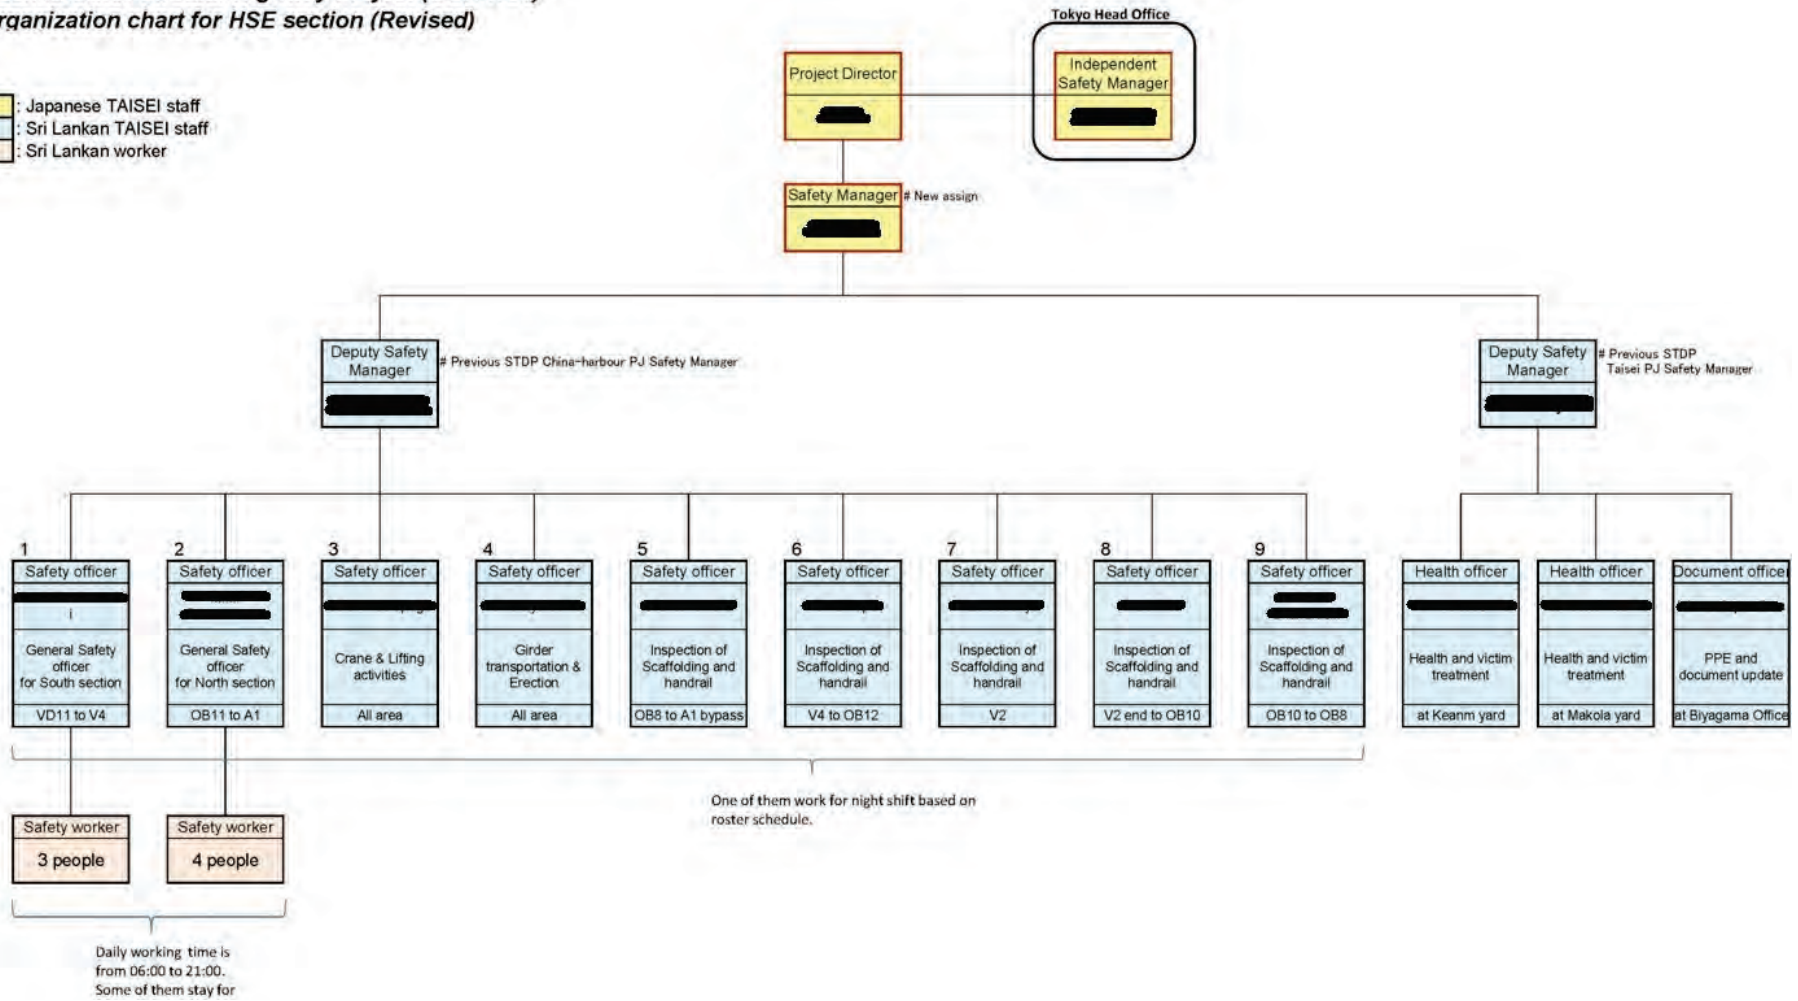 rganization chart for HSE section (Revised)
Tokyo Head Office
: Japanese TAISEI staff
: Sri Lankan TAISEI staff
: Sri Lankan worker
Project Director
Independent
Safety Manager
Safety Manager # New assign
Deputy Safety
Manager
# Previous STDP China-harbour PJ Safety Manager
Deputy Safety
Manager
# Previous STDP
Taisei PJ Safety Manager
1
Safety officer
General Safety
officer
for South section
VD11 to V4
2
Safety officer
General Safety
officer
for North section
OB11 to A1
3
Safety officer
Crane & Lifting
activities
All area
4
Safety officer
Girder
transportation &
Erection
All area
5
Safety officer
Inspection of
Scaffolding and
handrail
OB8 to A1 bypass
6
Safety officer
Inspection of
Scaffolding and
handrail
V4 to OB12
7
Safety officer
Inspection of
Scaffolding and
handrail
V2
8
Safety officer
Inspection of
Scaffolding and
handrail
V2 end to OB10
9
Safety officer
Inspection of
Scaffolding and
handrail
OB10 to OB8
Health officer
Health and victim
treatment
at Keanm yard
Health officer
Health and victim
treatment
at Makola yard
Document officer
PPE and
document update
at Biyagama Office
One of them work for night shift based on
roster schedule.
Safety worker
3 people
Safety worker
4 people
Daily working time is
from 06:00 to 21:00.
Some of them stay for